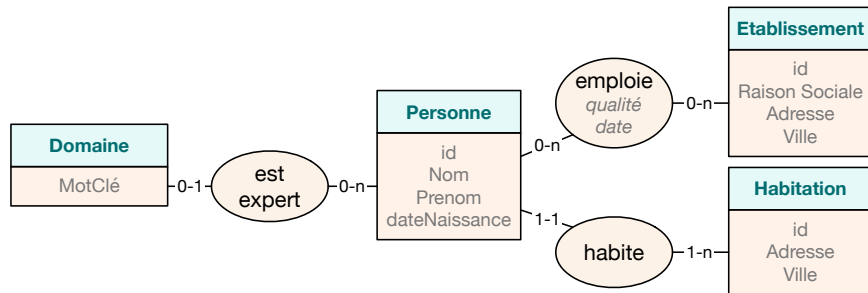 Domaine
MotClé
0-1
est
expert
0-n
Personne
id
Nom
Prenom
dateNaissance
0-n
emploie
qualité
date
0-n
Etablissement
id
Raison Sociale
Adresse
Ville
1-1
habite
1-n
Habitation
id
Adresse
Ville